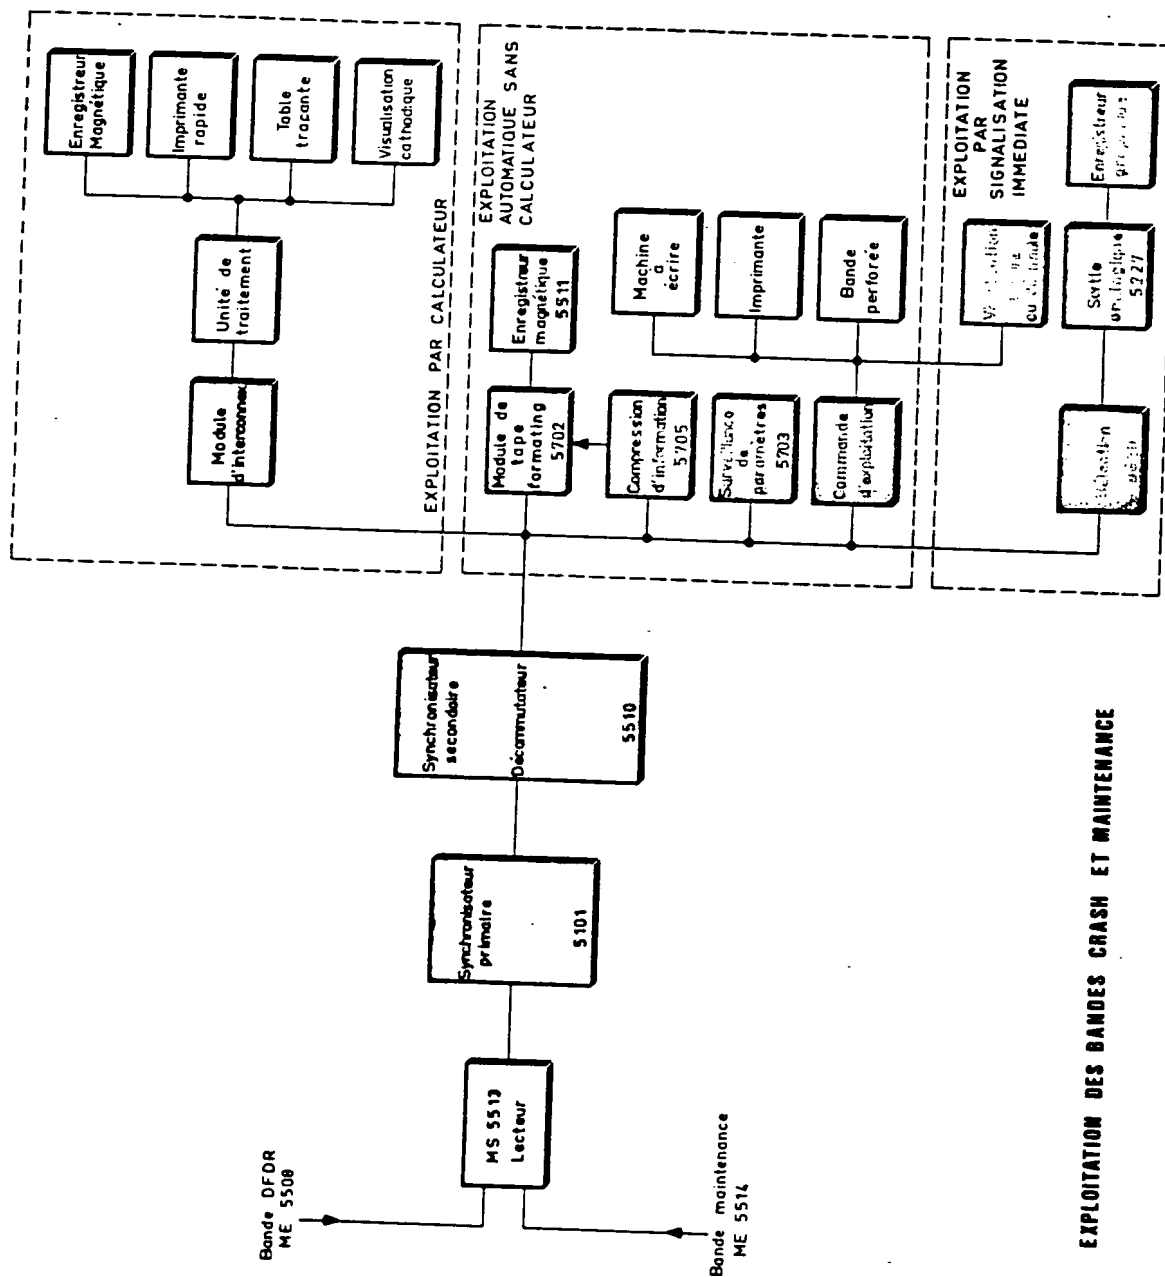 Enregistreur
Magnétique
Imprimante
rapide
Table
traçante
Visualisation
cathodique
Unité de
traitement
Module
d'interconnex.
EXPLOITATION PAR CALCULATEUR
EXPLOITATION
AUTOMATIQUE SANS
CALCULATEUR
Enregistreur
magnétique
5511
Machine
à
écrire
Imprimante
Bande
perforée
Module de
tape
formating
5702
Compression
d'information
5705
Surveillance
de
paramètres
5703
Commande
d'exploitation
EXPLOITATION
PAR
SIGNALISATION
IMMEDIATE
Enregistreur
ou
Sortie
analogique
5227
Synchronisateur
secondaire
Décommutateur
5510
Synchronisateur
primaire
5101
MS 5513
Lecteur
Bande DFDR
ME 5508
Bande maintenance
ME 5514
EXPLOITATION DES BANDES CRASH ET MAINTENANCE